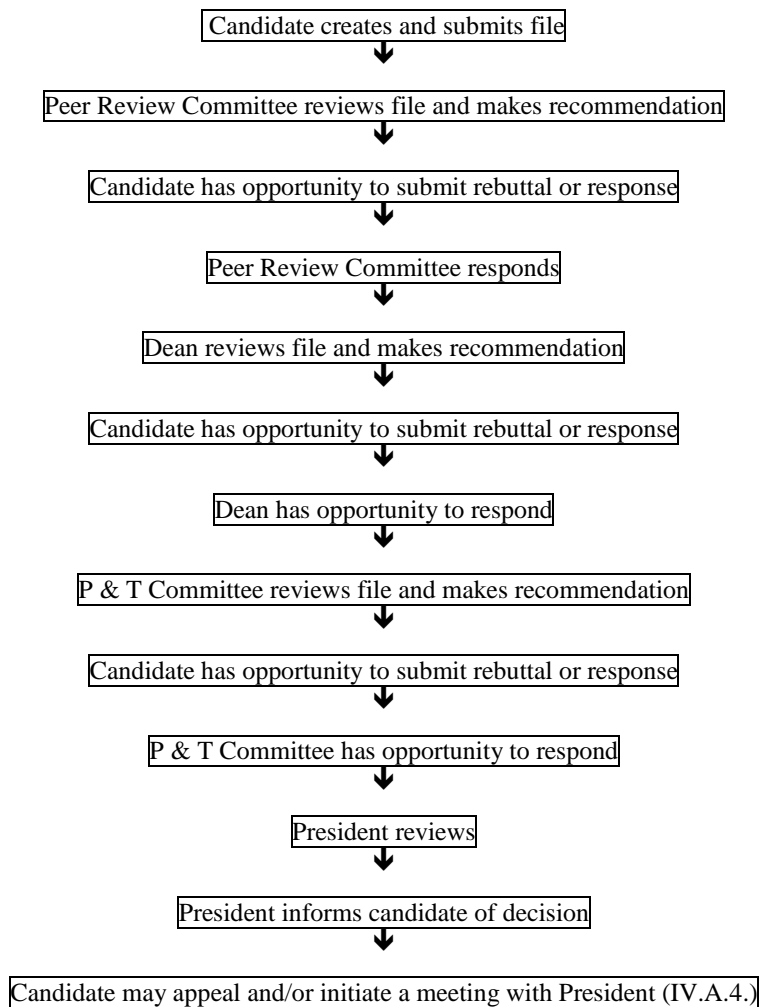 Candidate creates and submits file
Peer Review Committee reviews file and makes recommendation
Candidate has opportunity to submit rebuttal or response
Peer Review Committee responds
Dean reviews file and makes recommendation
Candidate has opportunity to submit rebuttal or response
Dean has opportunity to respond
P & T Committee reviews file and makes recommendation
Candidate has opportunity to submit rebuttal or response
P & T Committee has opportunity to respond
President reviews
President informs candidate of decision
Candidate may appeal and/or initiate a meeting with President (IV.A.4.)